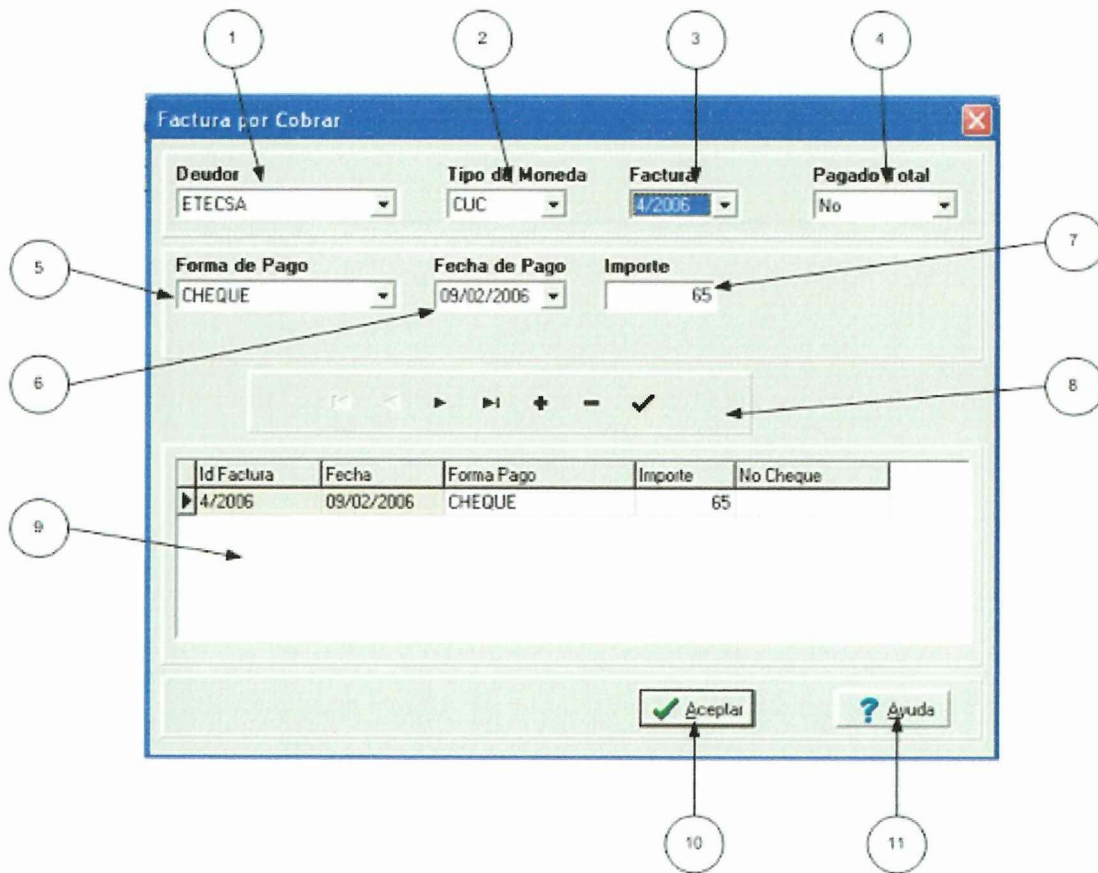 1 2 3 4
Factura por Cobrar
Deudor Tipo de Moneda Factura Pagado Total
ETECSA CUC 4/2006 No
5 7
Forma de Pago Fecha de Pago Importe
CHEQUE 09/02/2006 65
6 8
Id Factura Fecha Forma Pago Importe No Cheque
4/2006 09/02/2006 CHEQUE 65
9
Aceptar ? Ayuda
10 11